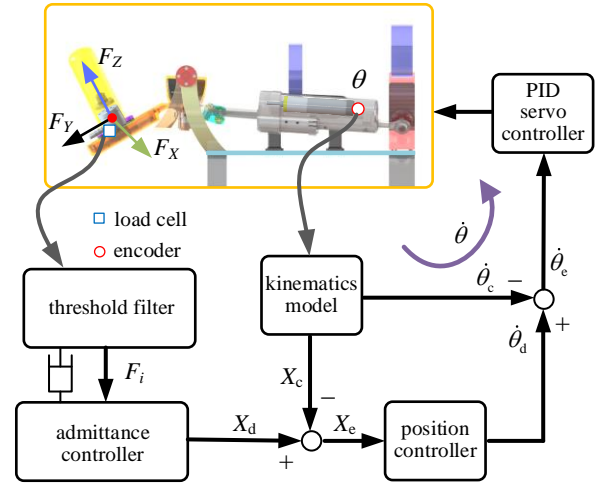 F_Z
θ
F_Y
F_X
PID
servo
controller
load cell
encoder
θ̇
θ̇_c
−
θ̇_e
threshold filter
kinematics
model
+
θ̇_d
F_i
X_c
−
admittance
controller
X_d
+
X_e
position
controller